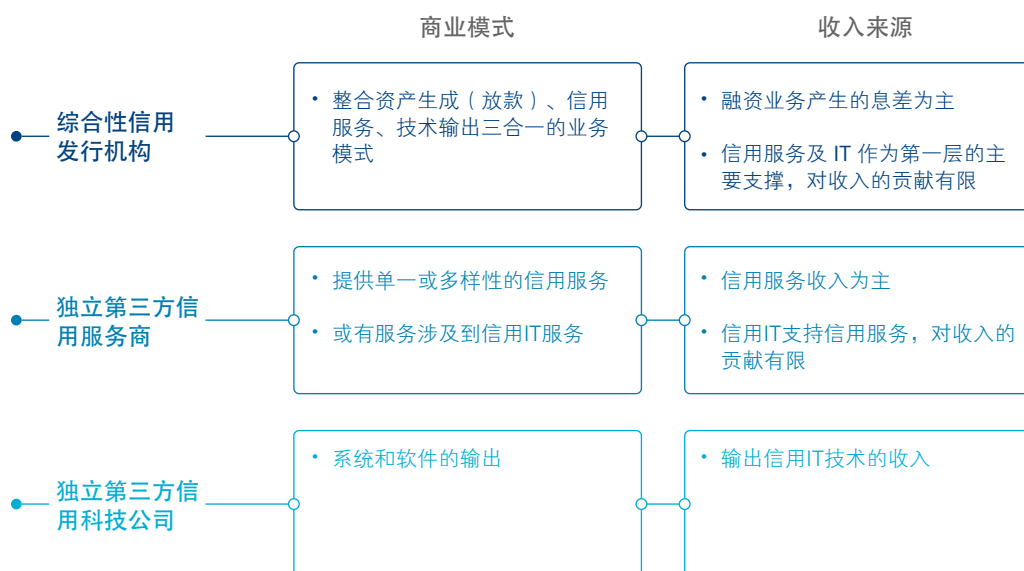 商业模式
收入来源
综合性信用
发行机构
• 整合资产生成（放款）、信用
服务、技术输出三合一的业务
模式
• 融资业务产生的息差为主
• 信用服务及 IT 作为第一层的主
要支撑，对收入的贡献有限
独立第三方信
用服务商
• 提供单一或多样性的信用服务
• 或有服务涉及到信用IT服务
• 信用服务收入为主
• 信用IT支持信用服务，对收入的
贡献有限
独立第三方信
用科技公司
• 系统和软件的输出
• 输出信用IT技术的收入